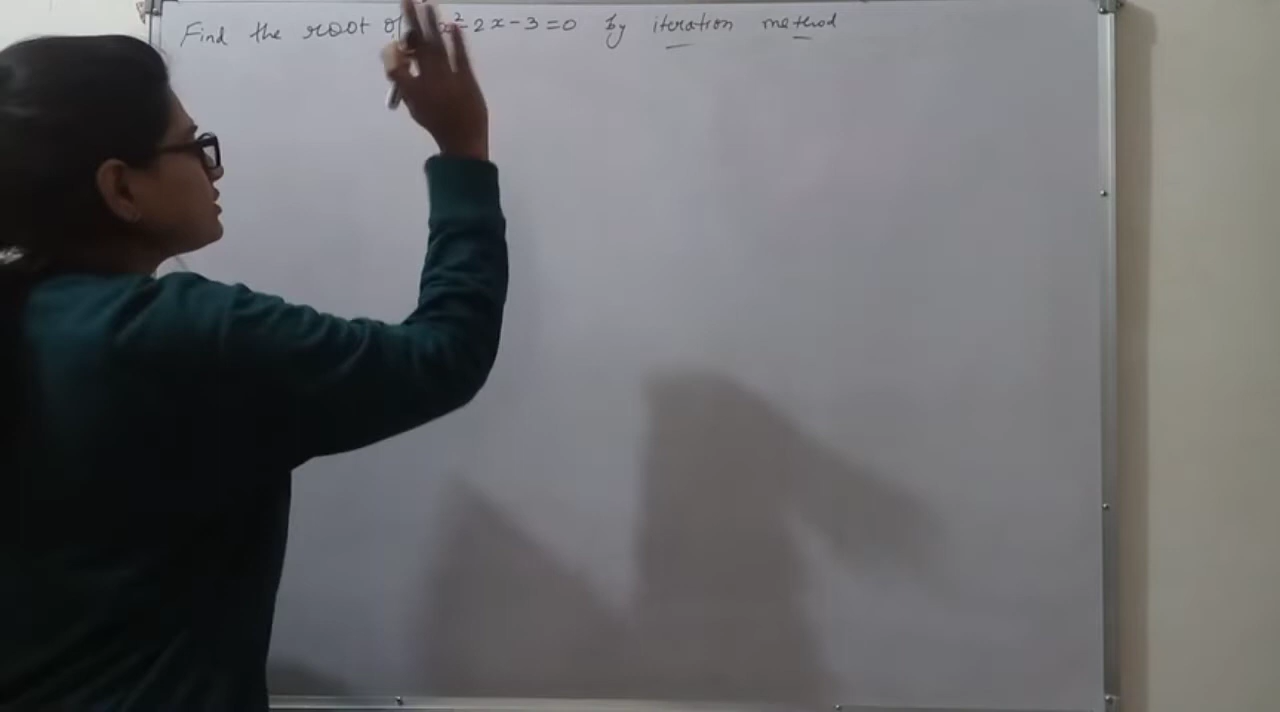 Find the root of x²-2x-3=0 by iteration method